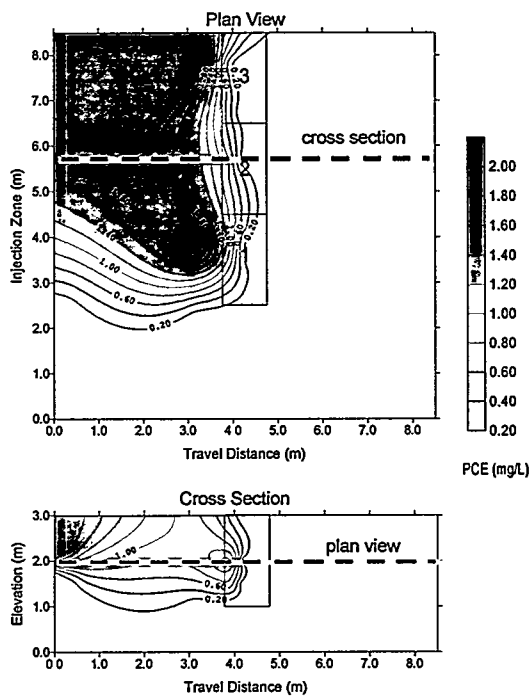 Plan View
8.0
7.0
6.0
5.0
4.0
3.0
2.0
1.0
0.0
Injection Zone (m)
3
cross section
2
1.00
0.60
0.20
0.0 1.0 2.0 3.0 4.0 5.0 6.0 7.0 8.0
Travel Distance (m)
2.00
1.80
1.60
1.40
1.20
1.00
0.80
0.60
0.40
0.20
PCE (mg/L)
Cross Section
3.0
2.0
1.0
0.0
Elevation (m)
1.00
plan view
0.60
0.20
0.0 1.0 2.0 3.0 4.0 5.0 6.0 7.0 8.0
Travel Distance (m)